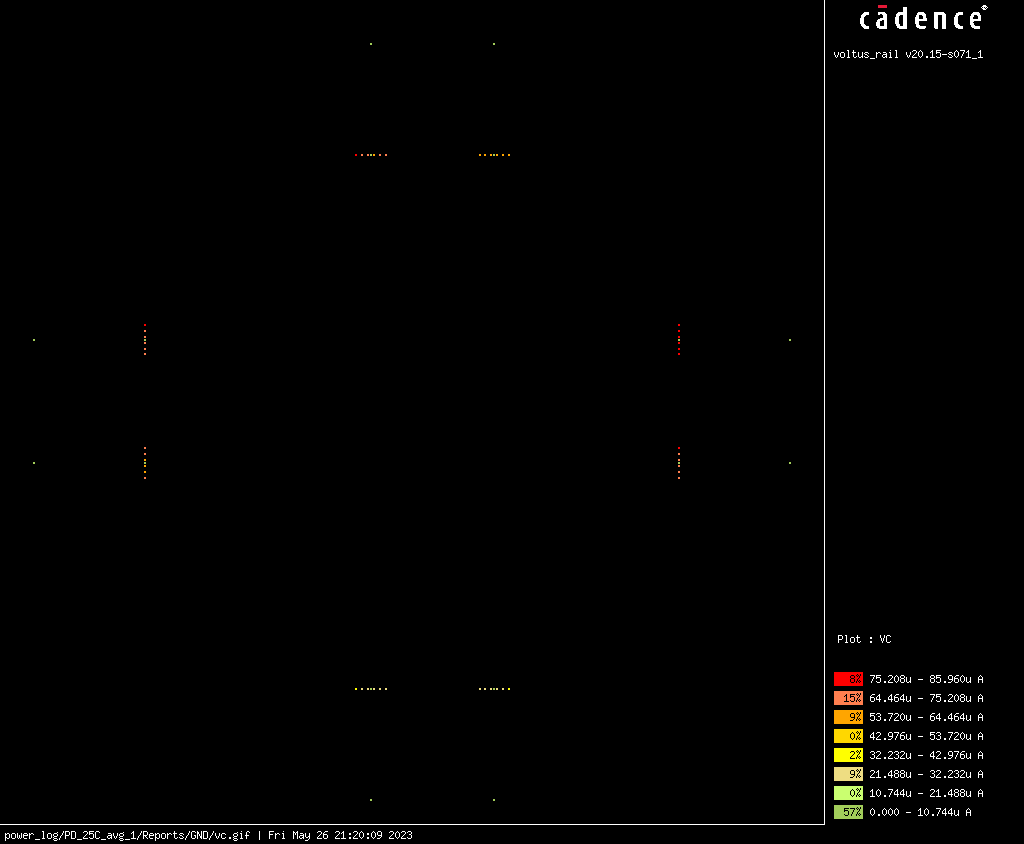 cadence®
voltus_rail v20.15-s071_1
Plot : VC
8% 75.208u - 85.960u A
15% 64.464u - 75.208u A
9% 53.720u - 64.464u A
0% 42.976u - 53.720u A
2% 32.232u - 42.976u A
9% 21.488u - 32.232u A
0% 10.744u - 21.488u A
57% 0.000 - 10.744u A
power_log/PD_25C_avg_1/Reports/GND/vc.gif | Fri May 26 21:20:09 2023